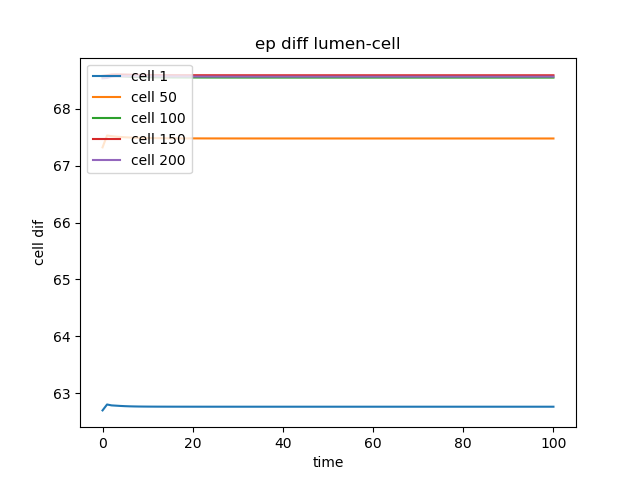 ep diff lumen-cell
cell 1
cell 50
cell 100
cell 150
cell 200
68
67
66
65
64
63
cell dif
0 20 40 60 80 100
time